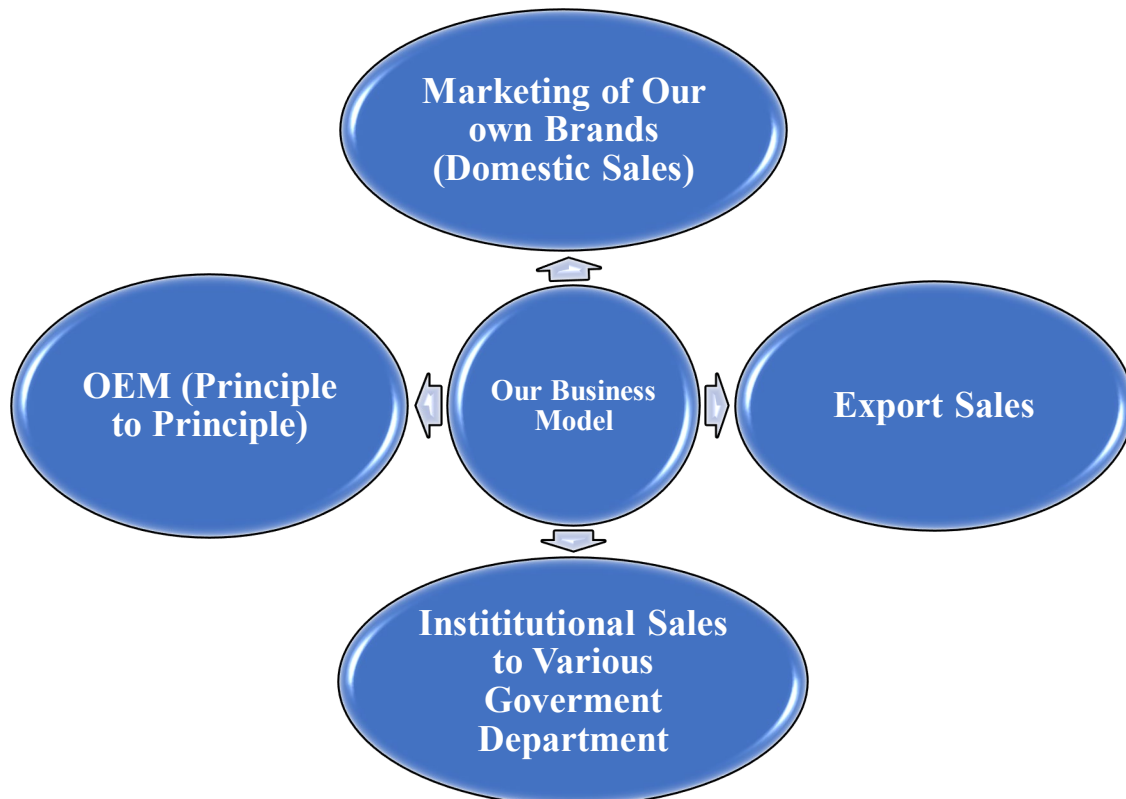 Marketing of Our
own Brands
(Domestic Sales)
OEM (Principle
to Principle)
Our Business
Model
Export Sales
Instititutional Sales
to Various
Goverment
Department